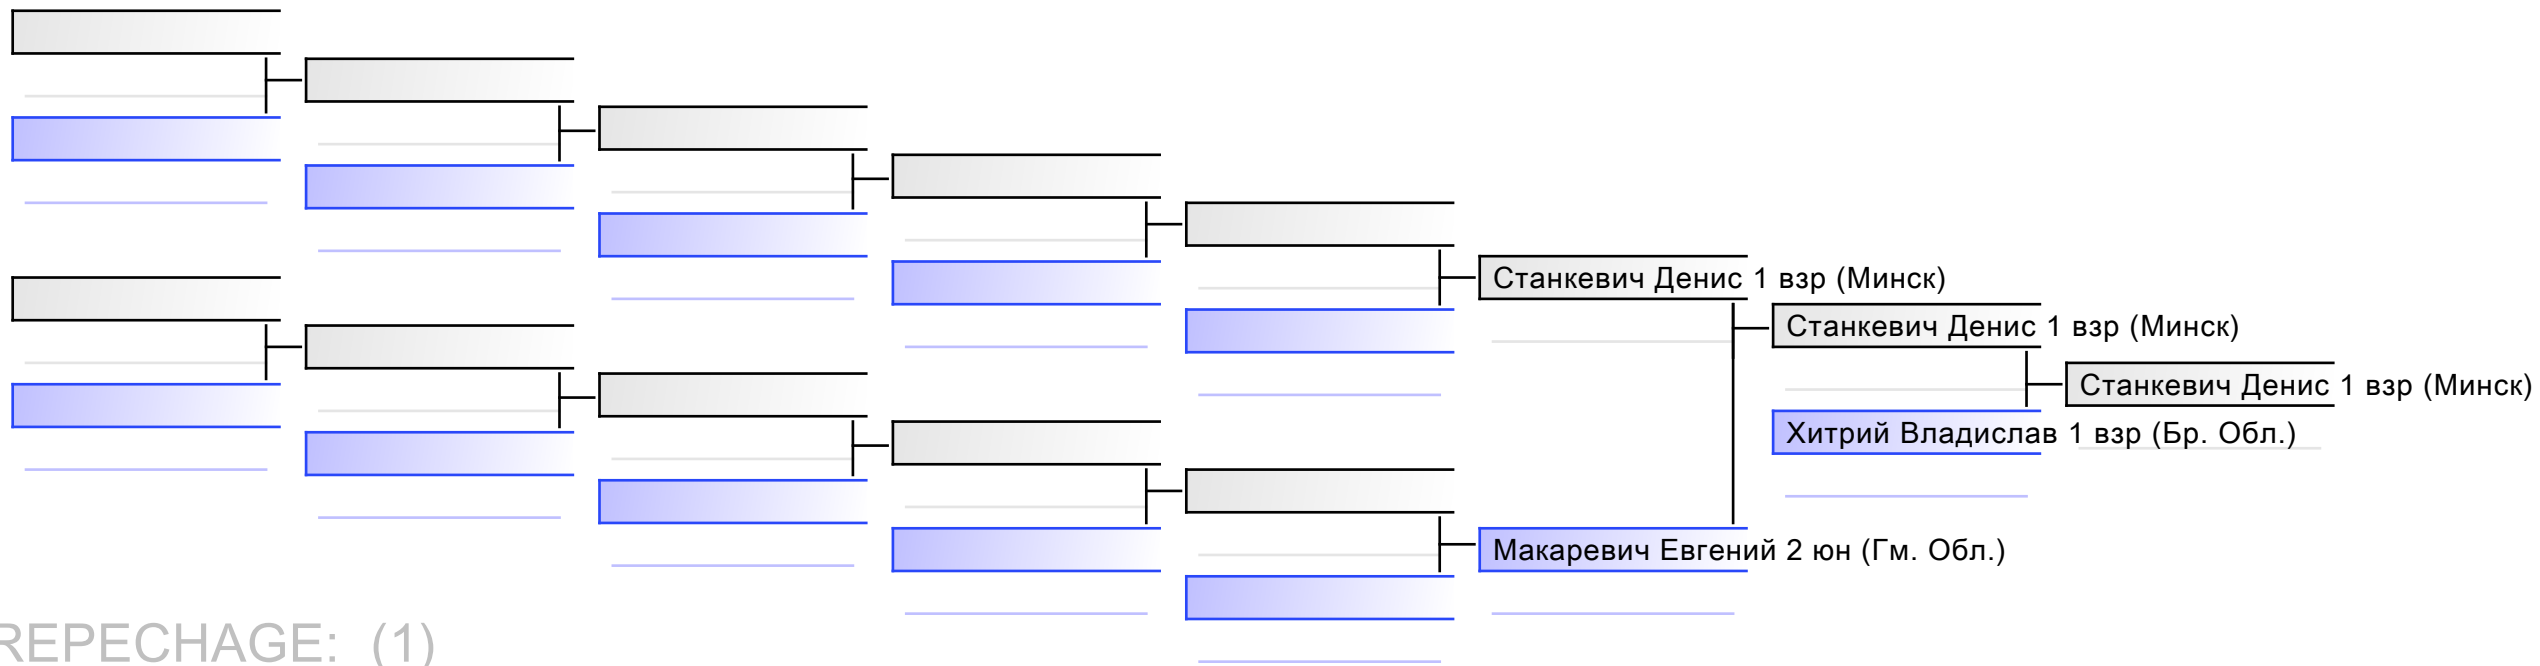 Станкевич Денис 1 взр (Минск)
Станкевич Денис 1 взр (Минск)
Станкевич Денис 1 взр (Минск)
Хитрий Владислав 1 взр (Бр. Обл.)
Макаревич Евгений 2 юн (Гм. Обл.)
REPECHAGE: (1)